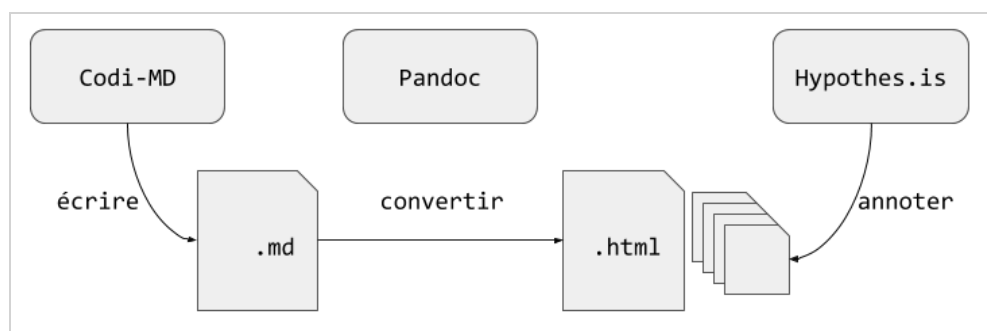 Codi-MD
Pandoc
Hypothes.is
écrire
convertir
annoter
.md
.html